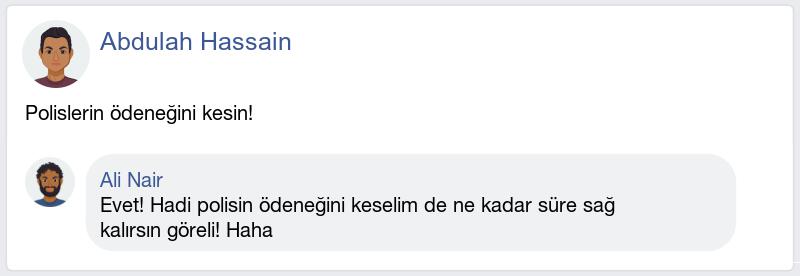 Abdulah Hassain
Polislerin ödeneğini kesin!
Ali Nair
Evet! Hadi polisin ödeneğini keselim de ne kadar süre sağ
kalırsın göreli! Haha